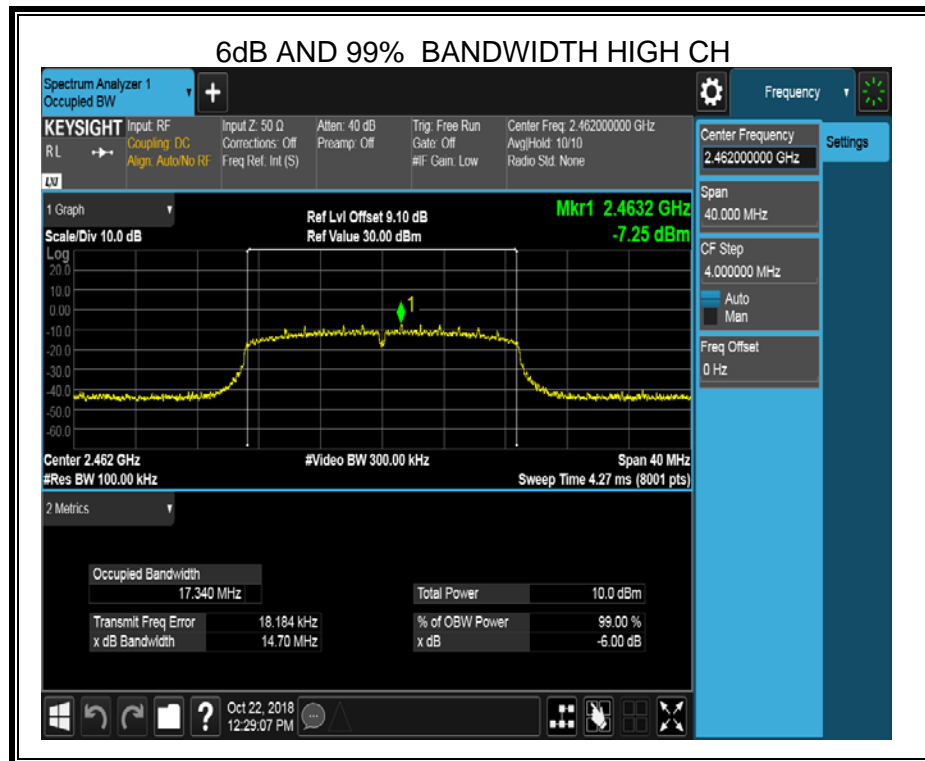 6dB AND 99% BANDWIDTH HIGH CH
Spectrum Analyzer 1
Occupied BW
+
Frequency
KEYSIGHT
RL
LXI
Input: RF
Coupling: DC
Align: Auto/No RF
Input Z: 50 Ω
Corrections: Off
Freq Ref: Int (S)
Atten: 40 dB
Preamp: Off
Trig: Free Run
Gate: Off
#IF Gain: Low
Center Freq: 2.462000000 GHz
Avg|Hold: 10/10
Radio Std: None
Center Frequency
2.462000000 GHz
Settings
Span
40.000 MHz
CF Step
4.000000 MHz
Auto
Man
Freq Offset
0 Hz
1 Graph
Scale/Div 10.0 dB
Ref Lvl Offset 9.10 dB
Ref Value 30.00 dBm
Mkr1 2.4632 GHz
-7.25 dBm
Log
20.0
10.0
0.00
-10.0
-20.0
-30.0
-40.0
-50.0
-60.0
1
Center 2.462 GHz
#Video BW 300.00 kHz
Span 40 MHz
#Res BW 100.00 kHz
Sweep Time 4.27 ms (8001 pts)
2 Metrics
Occupied Bandwidth
17.340 MHz
Total Power 10.0 dBm
Transmit Freq Error 18.184 kHz
% of OBW Power 99.00 %
x dB Bandwidth 14.70 MHz
x dB -6.00 dB
?
Oct 22, 2018
12:29:07 PM